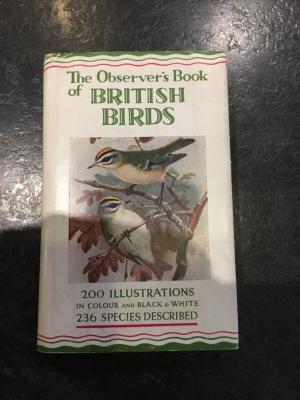 The Observer's Book
of BRITISH
BIRDS
200 ILLUSTRATIONS
IN COLOUR AND BLACK & WHITE
236 SPECIES DESCRIBED